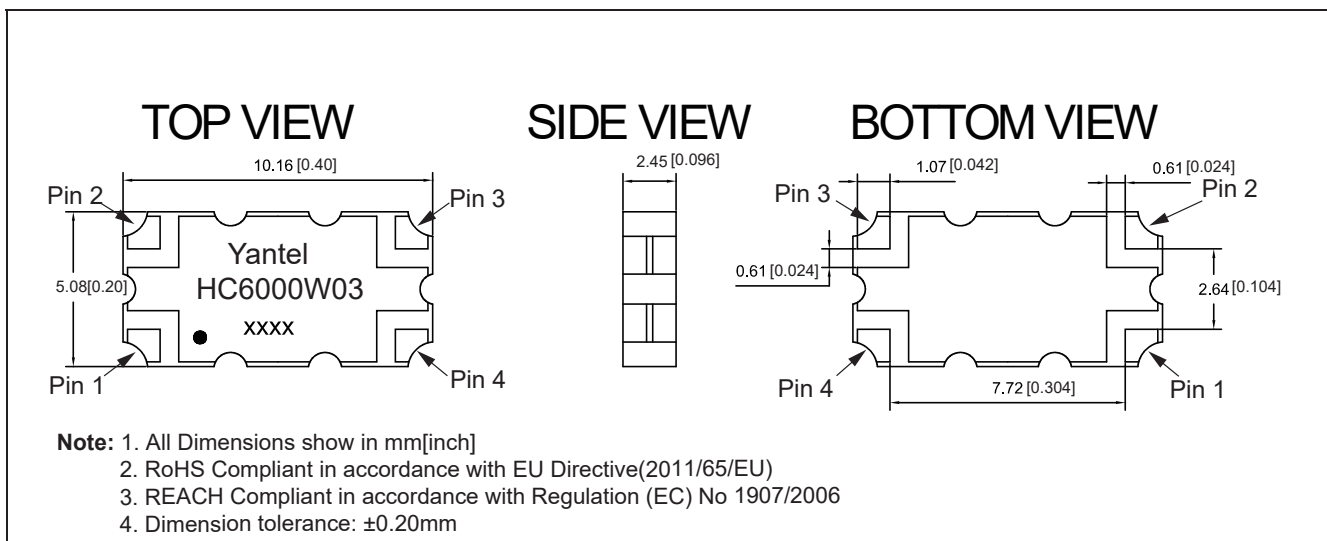 TOP VIEW
SIDE VIEW
BOTTOM VIEW
10.16 [0.40]
2.45 [0.096]
1.07 [0.042]
0.61 [0.024]
Pin 2
Pin 3
Pin 3
Pin 2
Yantel
HC6000W03
xxxx
5.08[0.20]
0.61 [0.024]
2.64 [0.104]
Pin 1
Pin 4
Pin 4
Pin 1
7.72 [0.304]
Note: 1. All Dimensions show in mm[inch]
2. RoHS Compliant in accordance with EU Directive(2011/65/EU)
3. REACH Compliant in accordance with Regulation (EC) No 1907/2006
4. Dimension tolerance: ±0.20mm